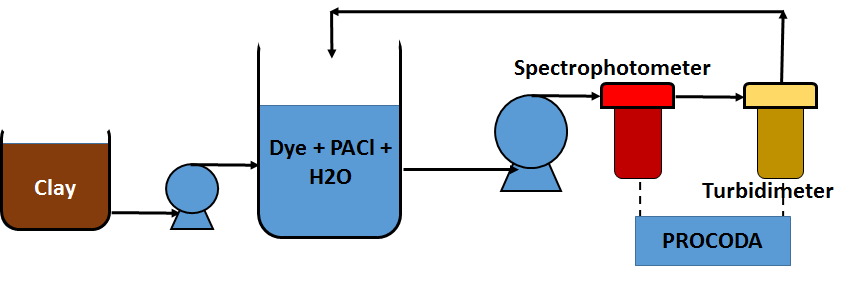 Spectrophotometer
Dye + PACl +
H2O
Clay
Turbidimeter
PROCODA